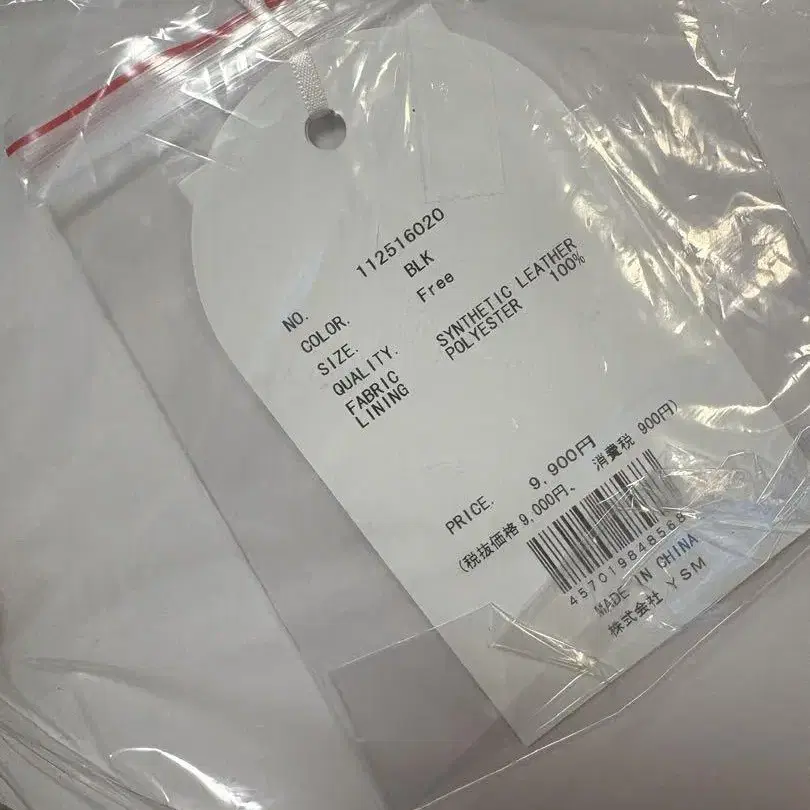 NO. 112516020
COLOR. BLK
SIZE. Free
QUALITY.
FABRIC SYNTHETIC LEATHER
LINING POLYESTER 100%
PRICE. 9,900円
(税抜価格 9,000円、 消費税 900円)
457019848568
MADE IN CHINA
株式会社 YSM